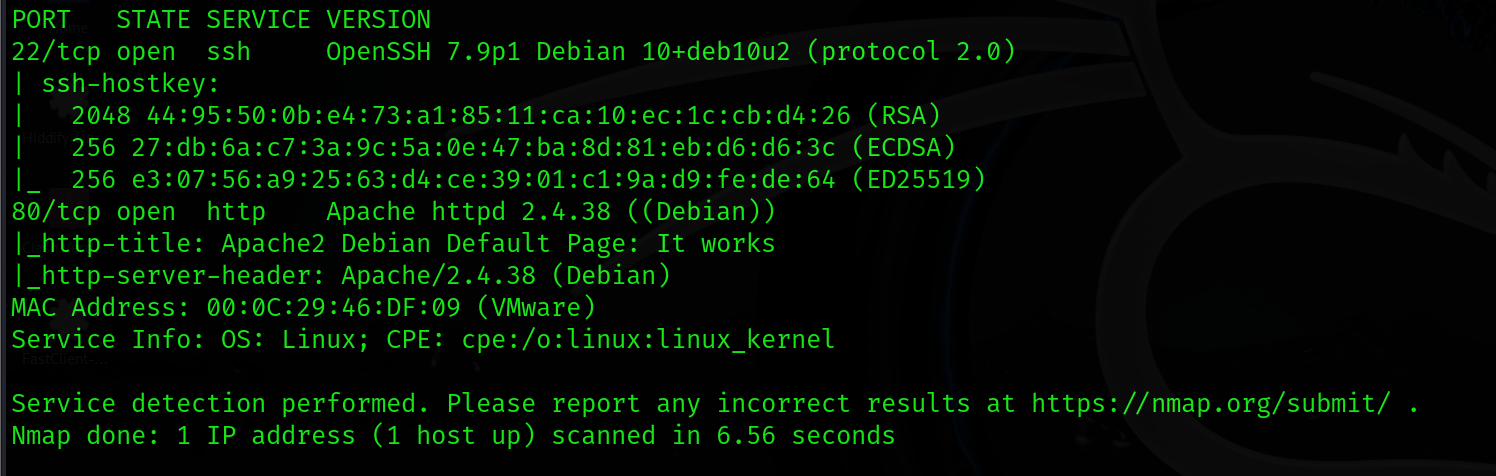 PORT   STATE SERVICE VERSION
22/tcp open  ssh     OpenSSH 7.9p1 Debian 10+deb10u2 (protocol 2.0)
| ssh-hostkey:
|   2048 44:95:50:0b:e4:73:a1:85:11:ca:10:ec:1c:cb:d4:26 (RSA)
|   256 27:db:6a:c7:3a:9c:5a:0e:47:ba:8d:81:eb:d6:d6:3c (ECDSA)
|_  256 e3:07:56:a9:25:63:d4:ce:39:01:c1:9a:d9:fe:de:64 (ED25519)
80/tcp open  http    Apache httpd 2.4.38 ((Debian))
|_http-title: Apache2 Debian Default Page: It works
|_http-server-header: Apache/2.4.38 (Debian)
MAC Address: 00:0C:29:46:DF:09 (VMware)
Service Info: OS: Linux; CPE: cpe:/o:linux:linux_kernel
FastClient-...
Service detection performed. Please report any incorrect results at https://nmap.org/submit/ .
Nmap done: 1 IP address (1 host up) scanned in 6.56 seconds